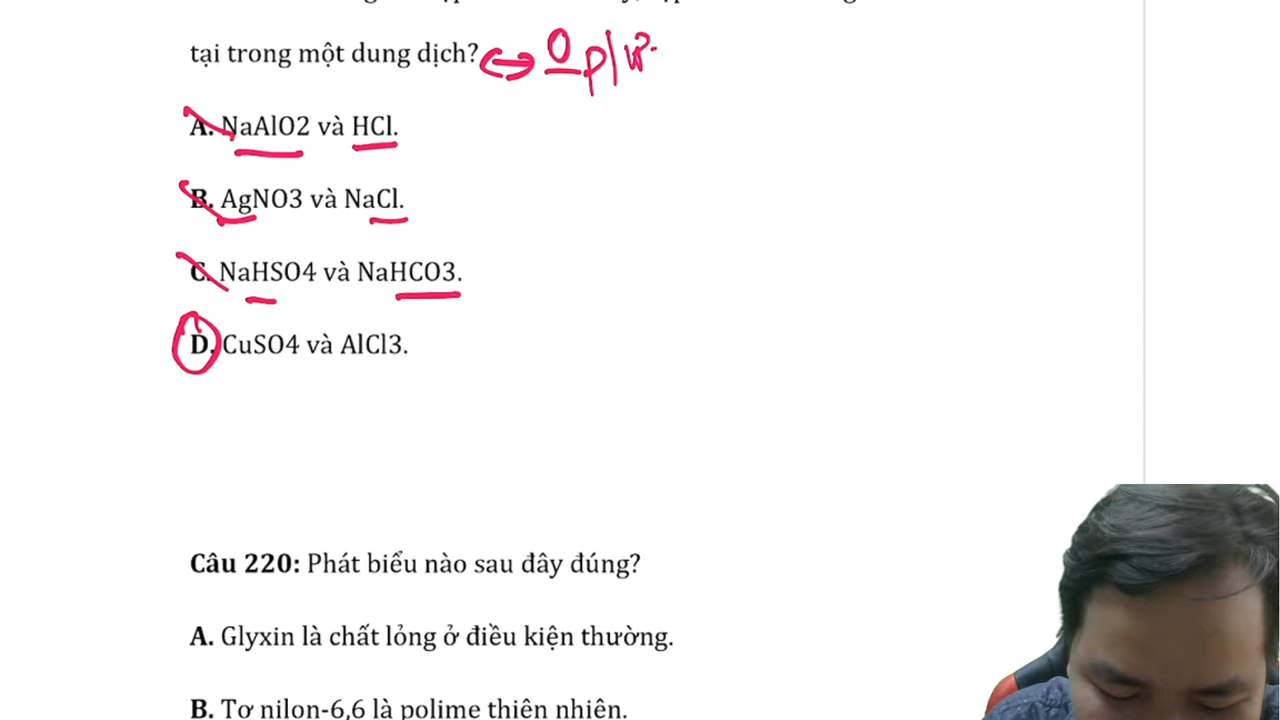 tại trong một dung dịch? ↔ 0 p/ư
A. NaAlO2 và HCl.
B. AgNO3 và NaCl.
C. NaHSO4 và NaHCO3.
D. CuSO4 và AlCl3.
Câu 220: Phát biểu nào sau đây đúng?
A. Glyxin là chất lỏng ở điều kiện thường.
B. Tơ nilon-6,6 là polime thiên nhiên.